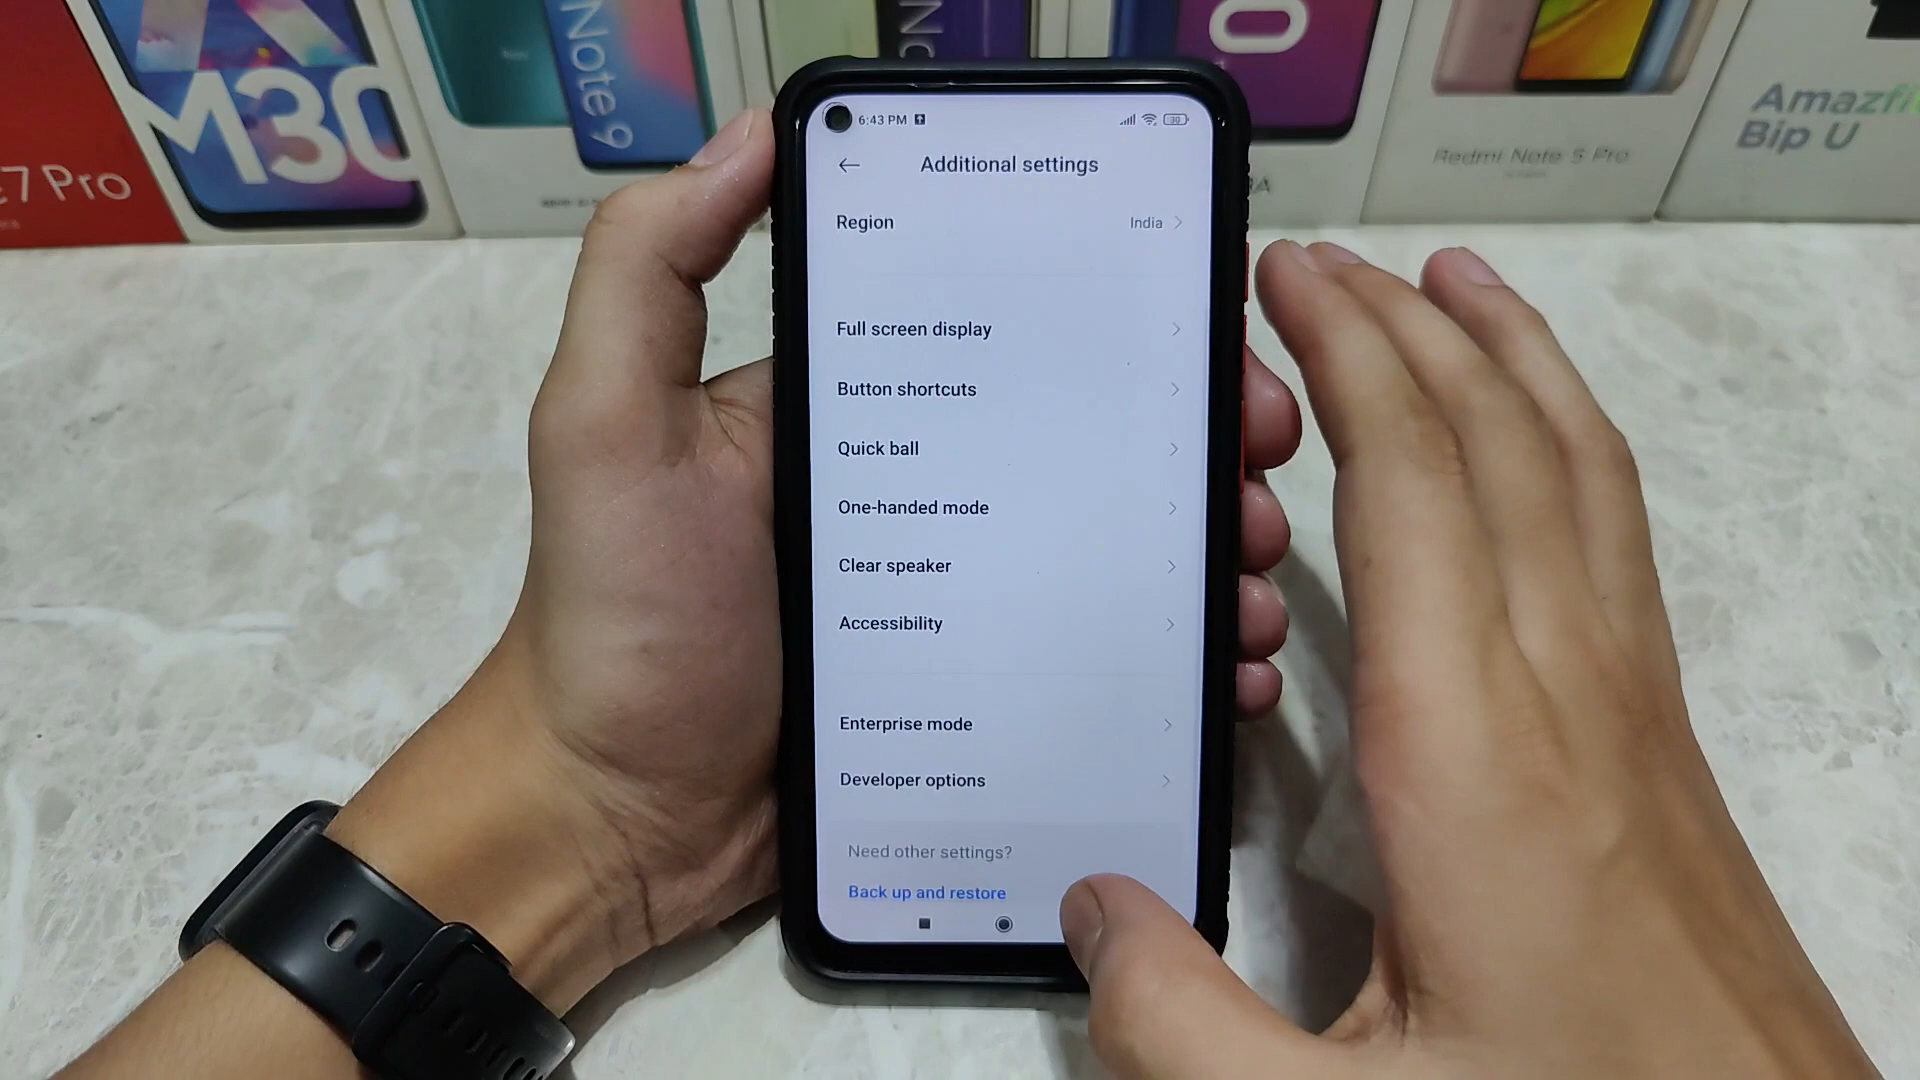 M30
Note 9
Amazfit
Bip U
7 Pro
Redmi Note 5 Pro
6:43 PM
Additional settings
Region
India
Full screen display
Button shortcuts
Quick ball
One-handed mode
Clear speaker
Accessibility
Enterprise mode
Developer options
Need other settings?
Back up and restore